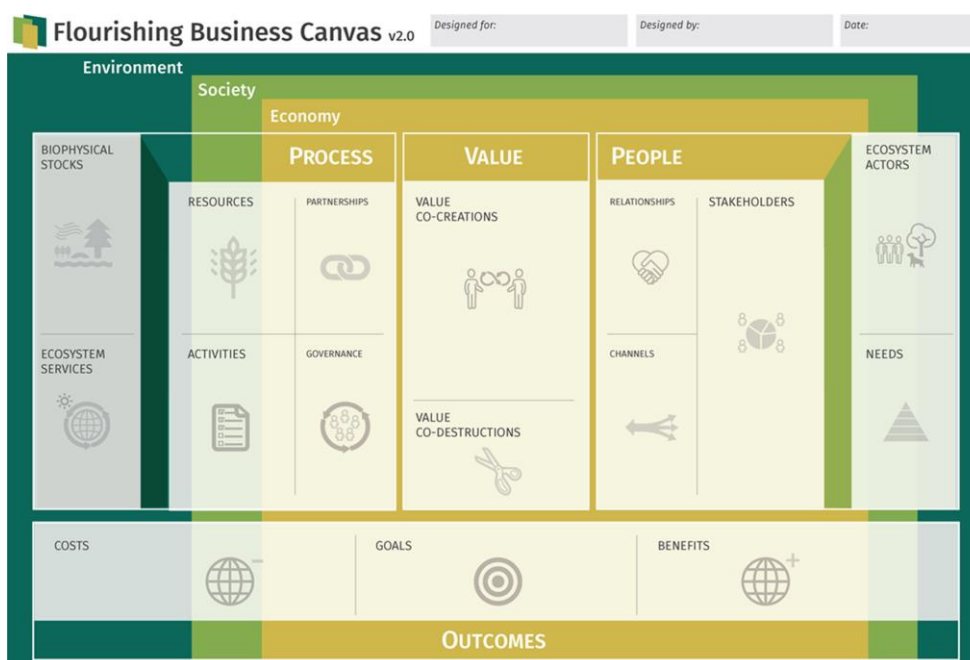 Flourishing Business Canvas v2.0
Designed for:
Designed by:
Date:
Environment
Society
Economy
BIOPHYSICAL
STOCKS
PROCESS
VALUE
PEOPLE
ECOSYSTEM
ACTORS
RESOURCES
PARTNERSHIPS
VALUE
CO-CREATIONS
RELATIONSHIPS
STAKEHOLDERS
ECOSYSTEM
SERVICES
ACTIVITIES
GOVERNANCE
VALUE
CO-DESTRUCTIONS
CHANNELS
NEEDS
COSTS
GOALS
BENEFITS
OUTCOMES